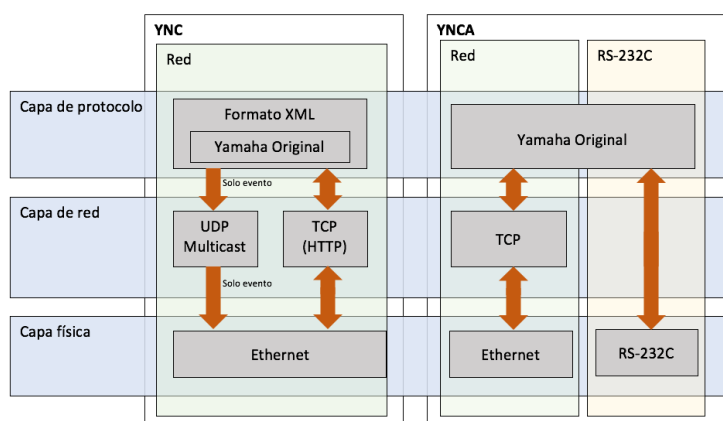 YNC
YNCA
Red
Red
RS-232C
Capa de protocolo
Formato XML
Yamaha Original
Yamaha Original
Solo evento
Capa de red
UDP
Multicast
TCP
(HTTP)
TCP
Solo evento
Capa física
Ethernet
Ethernet
RS-232C